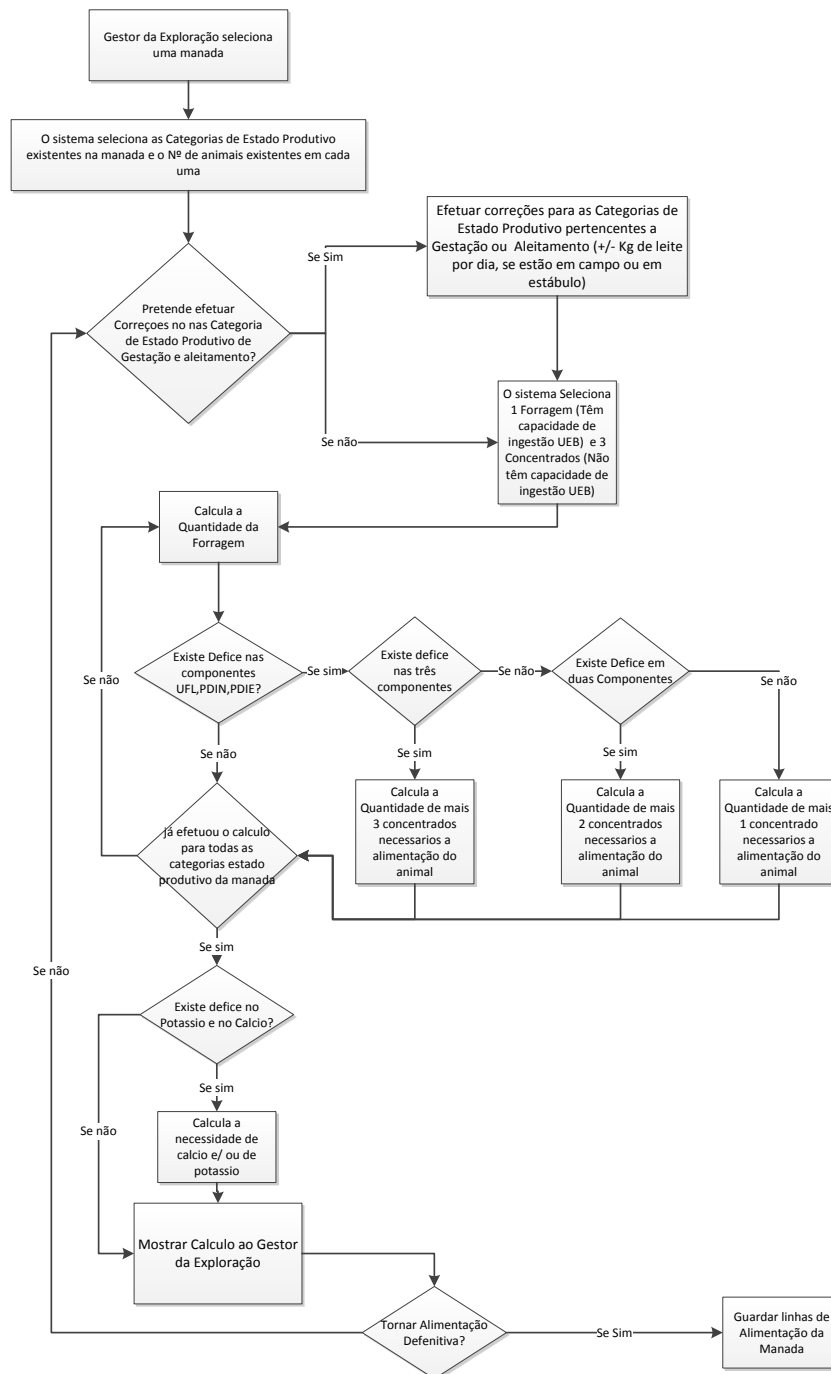 Gestor da Exploração seleciona
uma manada
O sistema seleciona as Categorias de Estado Produtivo
existentes na manada e o Nº de animais existentes em cada
uma
Efetuar correções para as Categorias de
Estado Produtivo pertencentes a
Gestação ou Aleitamento (+/- Kg de leite
por dia, se estão em campo ou em
estábulo)
Se Sim
Pretende efetuar
Correçoes no nas Categoria
de Estado Produtivo de
Gestação e aleitamento?
Se não
O sistema Seleciona
1 Forragem (Têm
capacidade de
ingestão UEB) e 3
Concentrados (Não
têm capacidade de
ingestão UEB)
Calcula a
Quantidade da
Forragem
Existe Defice nas
componentes
UFL,PDIN,PDIE?
Se sim
Existe defice
nas três
componentes
Se não
Existe Defice em
duas Componentes
Se não
Se não
Se não
Se sim
Se sim
Calcula a
Quantidade de mais
3 concentrados
necessarios a
alimentação do
animal
Calcula a
Quantidade de mais
2 concentrados
necessarios a
alimentação do
animal
Calcula a
Quantidade de mais
1 concentrado
necessarios a
alimentação do
animal
Já efetuou o calculo
para todas as
categorias estado
produtivo da manada
Se sim
Se não
Existe defice no
Potassio e no Calcio?
Se sim
Se não
Calcula a
necessidade de
calcio e/ ou de
potassio
Mostrar Calculo ao Gestor
da Exploração
Tornar Alimentação
Defenitiva?
Se Sim
Guardar linhas de
Alimentação da
Manada